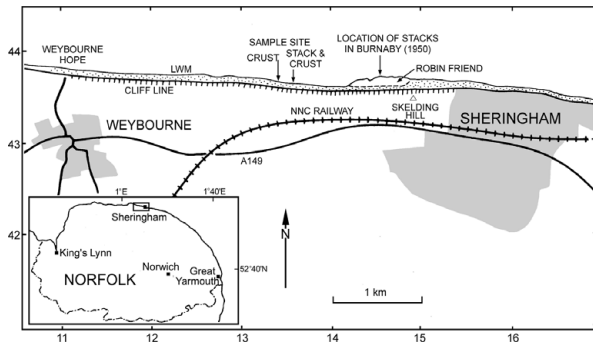 44
43
42
WEYBOURNE
HOPE
LWM
CLIFF LINE
SAMPLE SITE
CRUST
STACK &
CRUST
LOCATION OF STACKS
IN BURNABY (1950)
ROBIN FRIEND
SKELDING
HILL
NNC RAILWAY
WEYBOURNE
SHERINGHAM
A149
1°E
1°40'E
Sheringham
King's Lynn
Norwich
Great
Yarmouth
NORFOLK
52°40'N
N
1 km
11
12
13
14
15
16